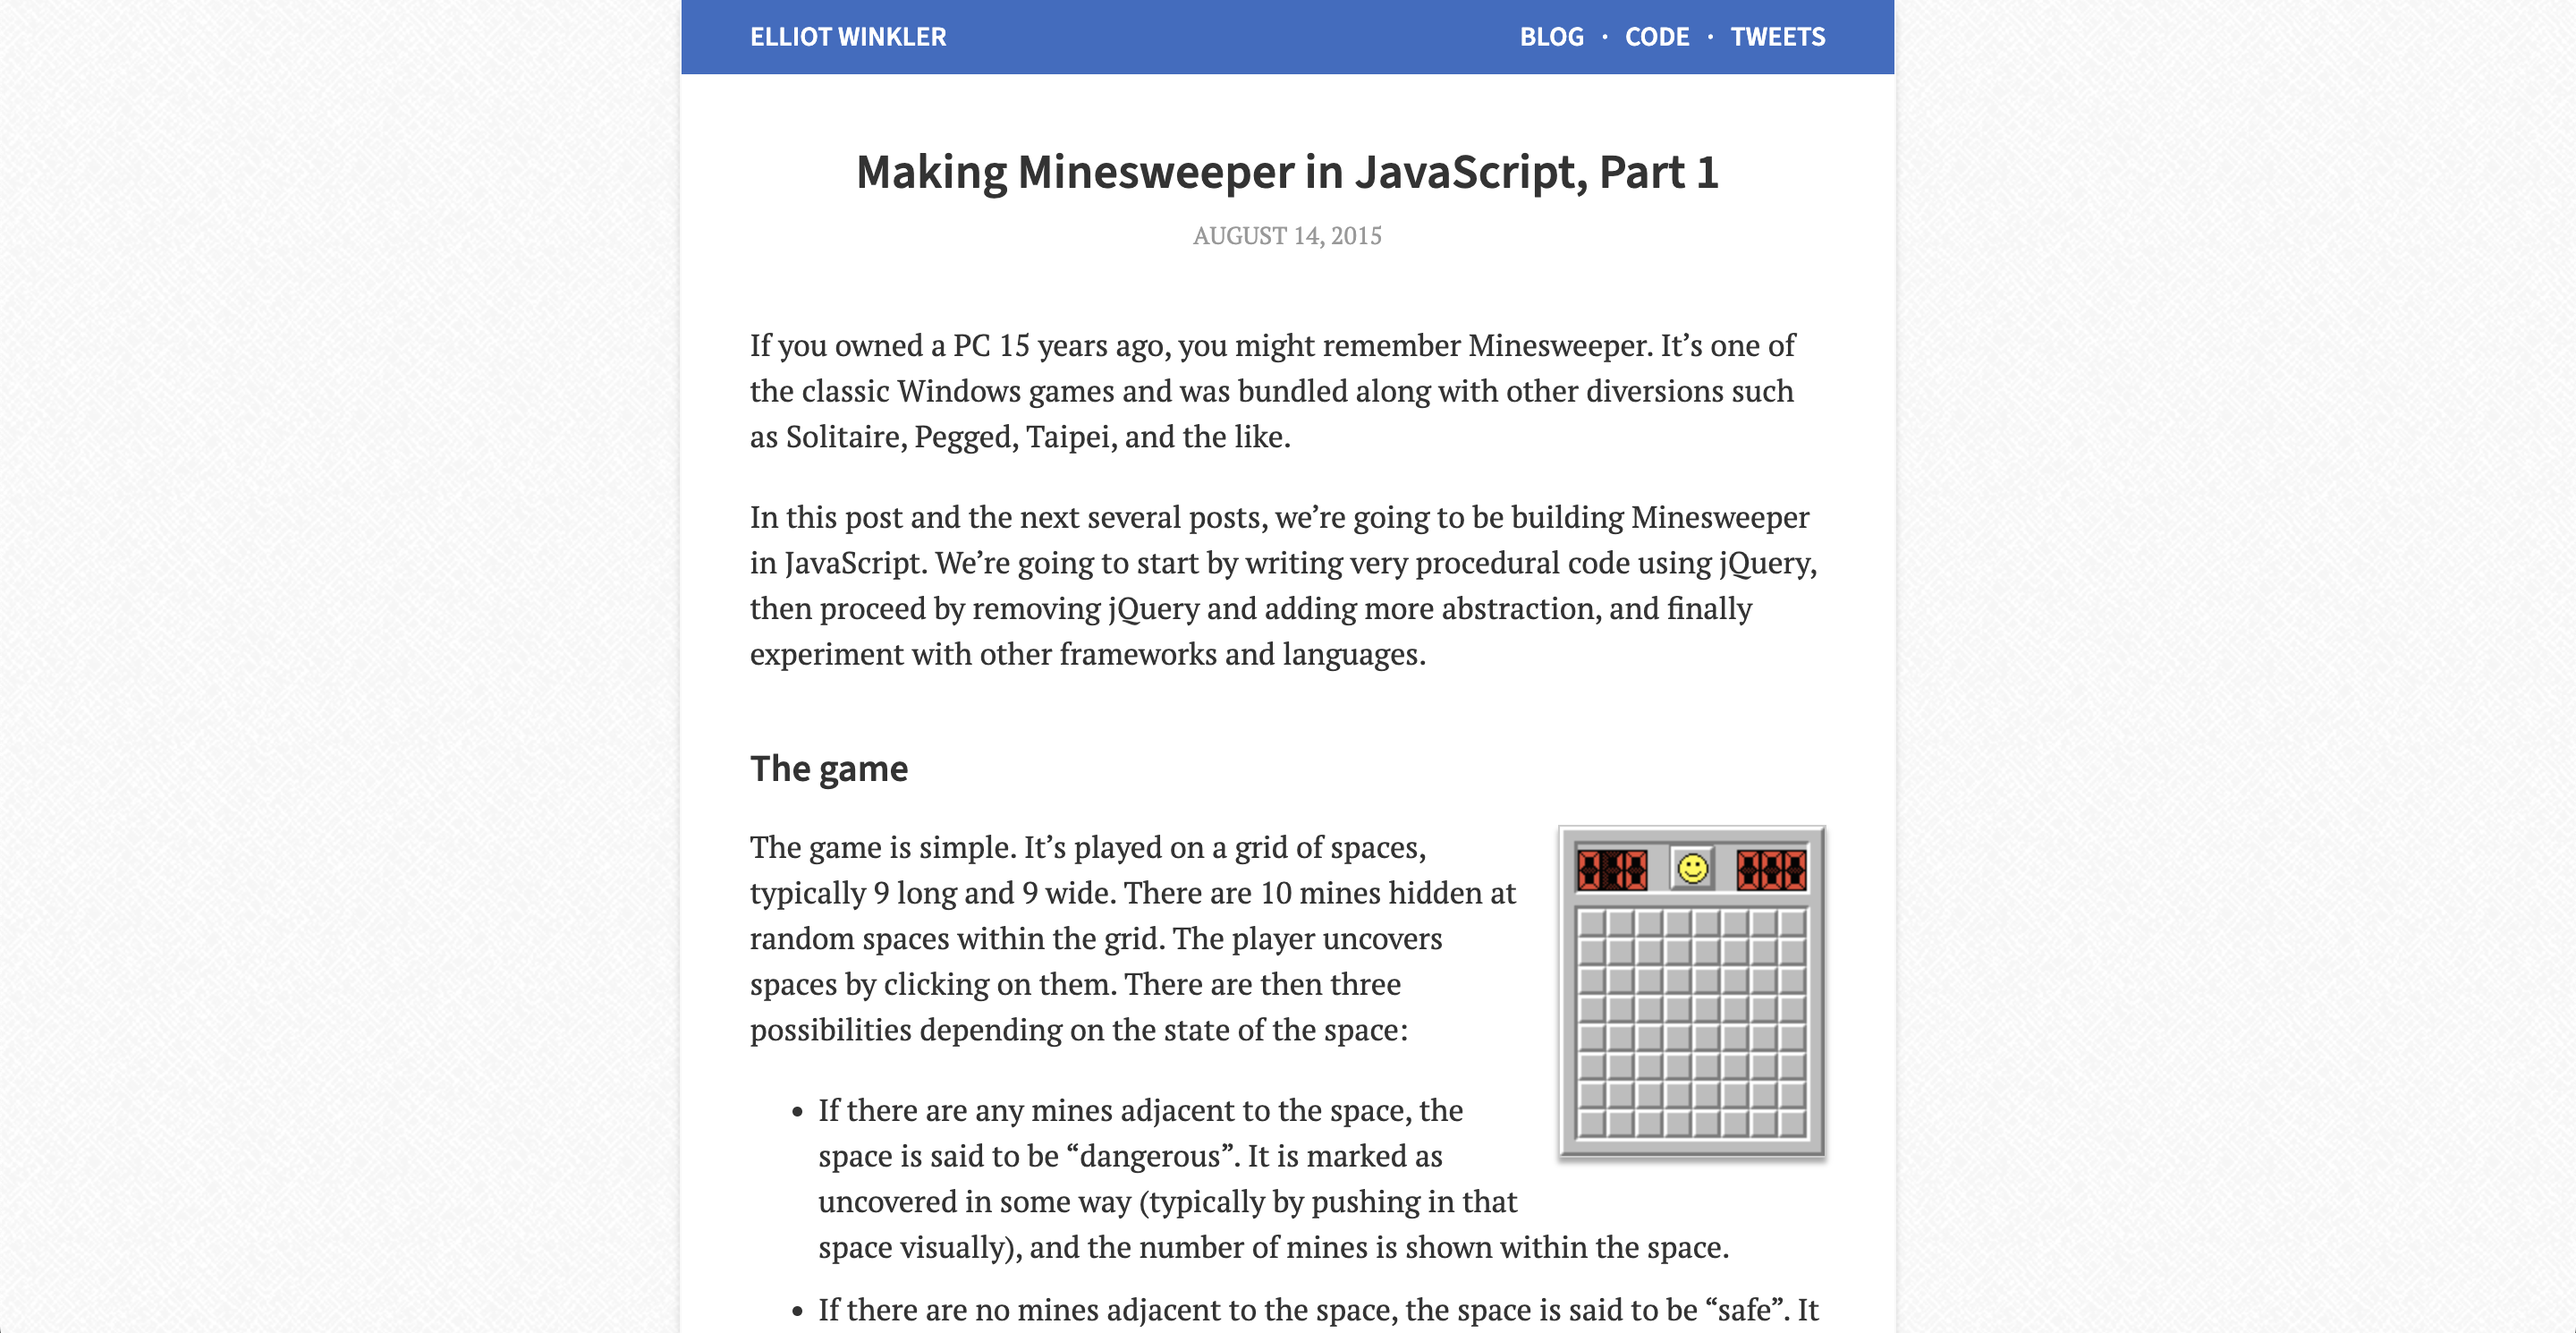 ELLIOT WINKLER
BLOG · CODE · TWEETS
Making Minesweeper in JavaScript, Part 1
AUGUST 14, 2015
If you owned a PC 15 years ago, you might remember Minesweeper. It’s one of
the classic Windows games and was bundled along with other diversions such
as Solitaire, Pegged, Taipei, and the like.
In this post and the next several posts, we’re going to be building Minesweeper
in JavaScript. We’re going to start by writing very procedural code using jQuery,
then proceed by removing jQuery and adding more abstraction, and finally
experiment with other frameworks and languages.
The game
The game is simple. It’s played on a grid of spaces,
typically 9 long and 9 wide. There are 10 mines hidden at
random spaces within the grid. The player uncovers
spaces by clicking on them. There are then three
possibilities depending on the state of the space:
• If there are any mines adjacent to the space, the
space is said to be “dangerous”. It is marked as
uncovered in some way (typically by pushing in that
space visually), and the number of mines is shown within the space.
• If there are no mines adjacent to the space, the space is said to be “safe”. It
010
000